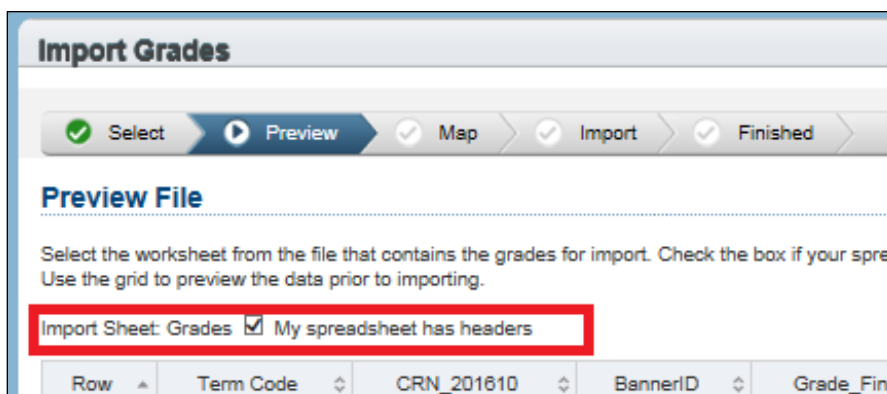 Import Grades
Select Preview Map Import Finished
Preview File
Select the worksheet from the file that contains the grades for import. Check the box if your spre
Use the grid to preview the data prior to importing.
Import Sheet: Grades My spreadsheet has headers
Row Term Code CRN_201610 BannerID Grade_Fin